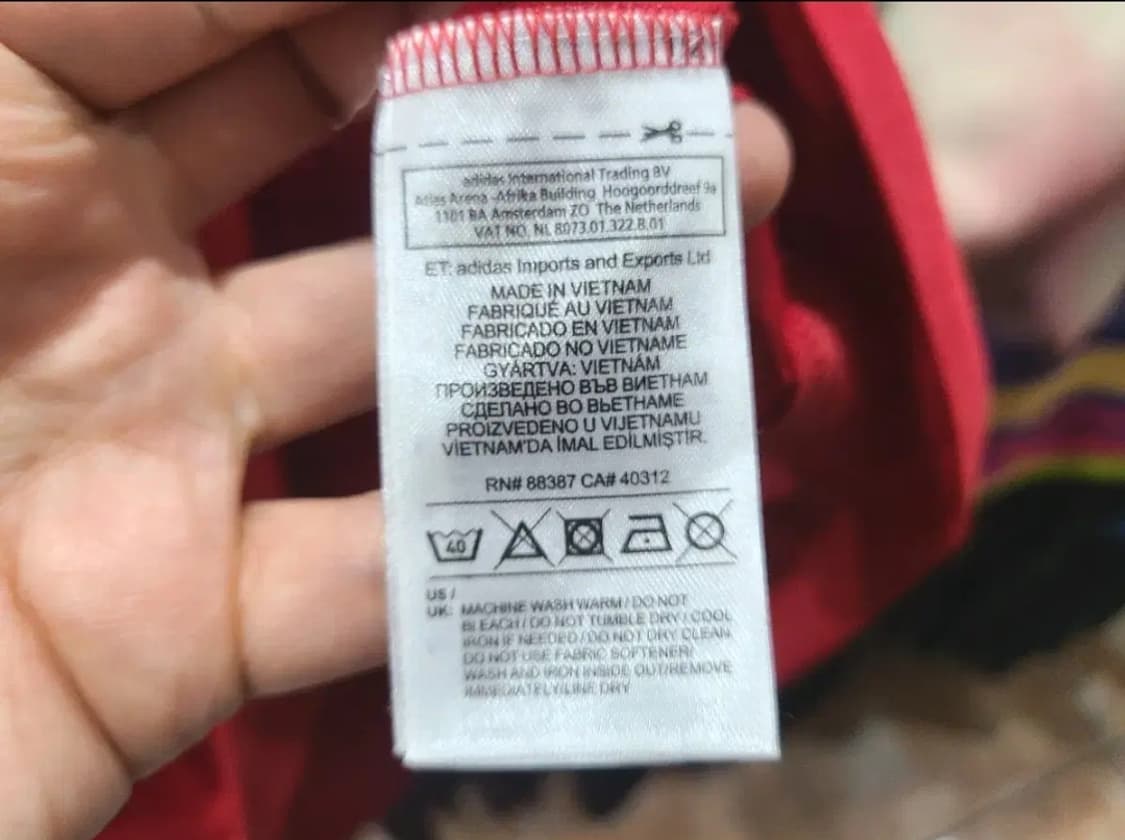 adidas International Trading BV
Atlas Arena -Afrika Building, Hoogoorddreef 9a
1101 BA Amsterdam ZO The Netherlands
VAT NO. NL 8073.01.322.B.01
ET: adidas Imports and Exports Ltd
MADE IN VIETNAM
FABRIQUÉ AU VIETNAM
FABRICADO EN VIETNAM
FABRICADO NO VIETNAME
GYÁRTVA: VIETNÁM
ПРОИЗВЕДЕНО ВЪВ ВИЕТНАМ
СДЕЛАНО ВО ВЬЕТНАМЕ
PROIZVEDENO U VIJETNAMU
VİETNAM'DA İMAL EDİLMİŞTİR.
RN# 88387 CA# 40312
40
US /
UK: MACHINE WASH WARM / DO NOT
BLEACH / DO NOT TUMBLE DRY / COOL
IRON IF NEEDED / DO NOT DRY CLEAN
DO NOT USE FABRIC SOFTENER/
WASH AND IRON INSIDE OUT/REMOVE
IMMEDIATELY/LINE DRY